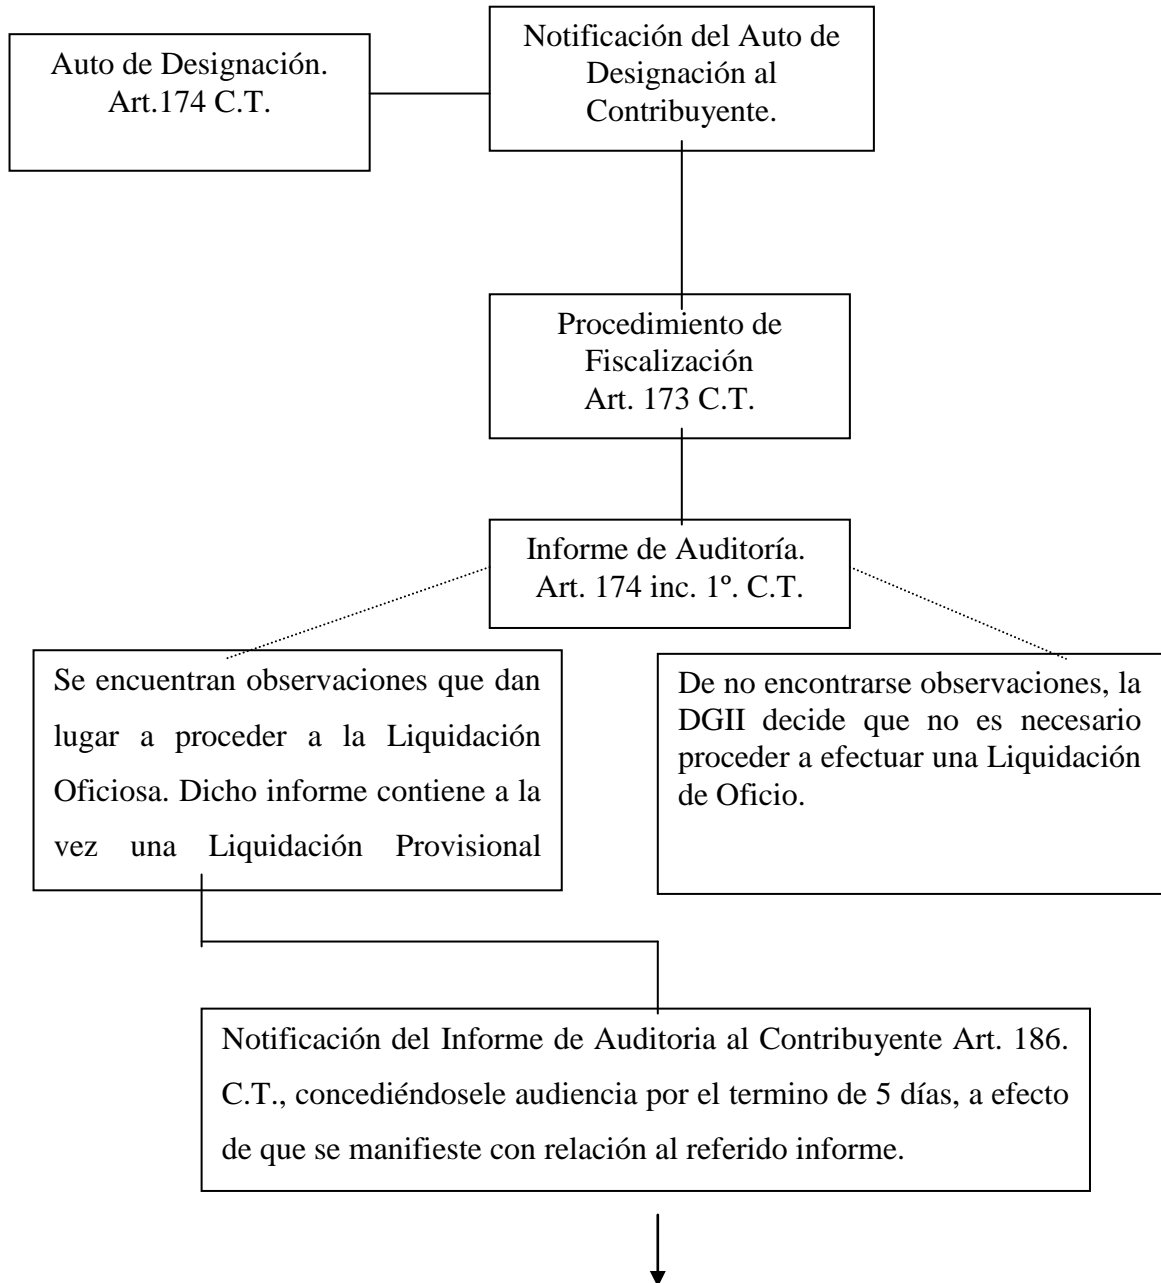 Auto de Designación.
Art.174 C.T.
Notificación del Auto de
Designación al
Contribuyente.
Procedimiento de
Fiscalización
Art. 173 C.T.
Informe de Auditoría.
Art. 174 inc. 1º. C.T.
Se encuentran observaciones que dan
lugar a proceder a la Liquidación
Oficiosa. Dicho informe contiene a la
vez una Liquidación Provisional
De no encontrarse observaciones, la
DGII decide que no es necesario
proceder a efectuar una Liquidación
de Oficio.
Notificación del Informe de Auditoria al Contribuyente Art. 186.
C.T., concediéndosele audiencia por el termino de 5 días, a efecto
de que se manifieste con relación al referido informe.